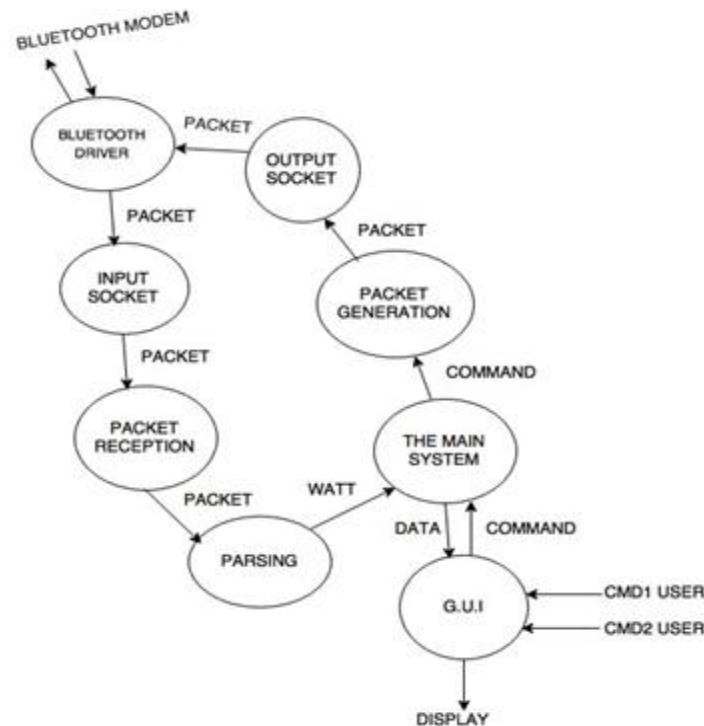 BLUETOOTH MODEM
BLUETOOTH
DRIVER
PACKET
OUTPUT
SOCKET
PACKET
INPUT
SOCKET
PACKET
PACKET
GENERATION
PACKET
COMMAND
PACKET
RECEPTION
THE MAIN
SYSTEM
PACKET
WATT
PARSING
DATA
COMMAND
G.U.I
CMD1 USER
CMD2 USER
DISPLAY